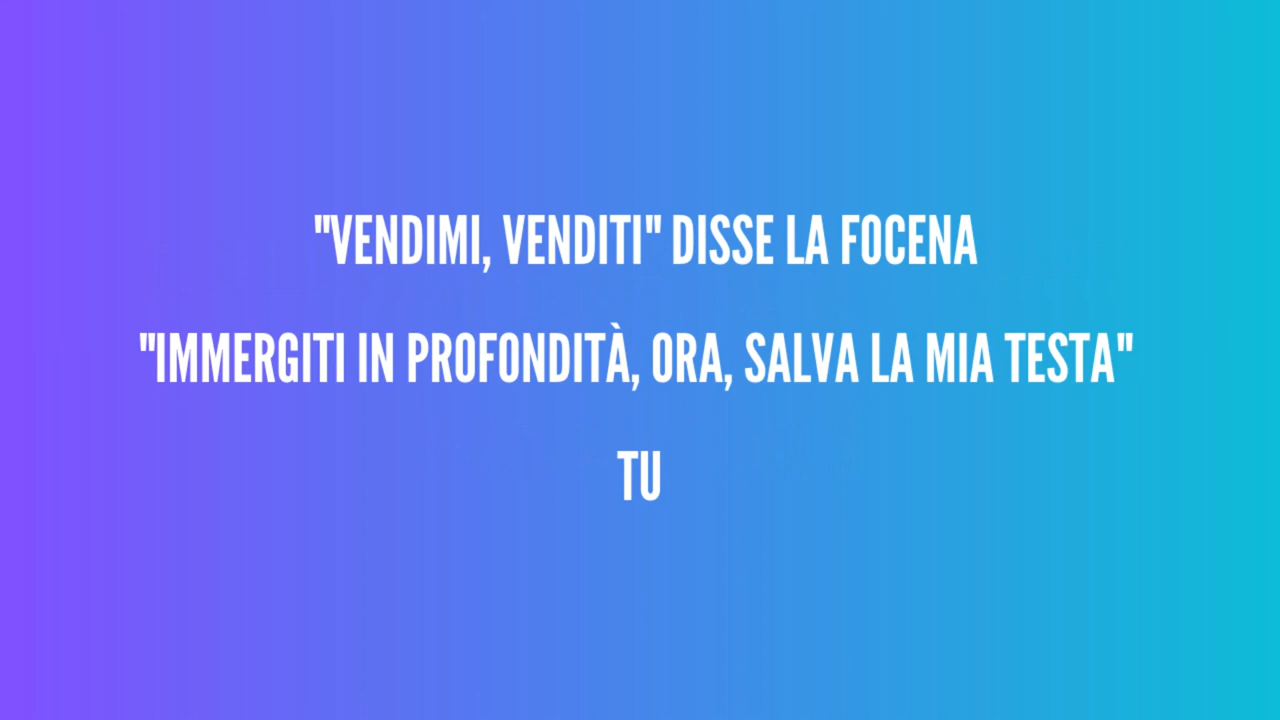 "VENDIMI, VENDITI" DISSE LA FOCENA
"IMMERGITI IN PROFONDITÀ, ORA, SALVA LA MIA TESTA"
TU